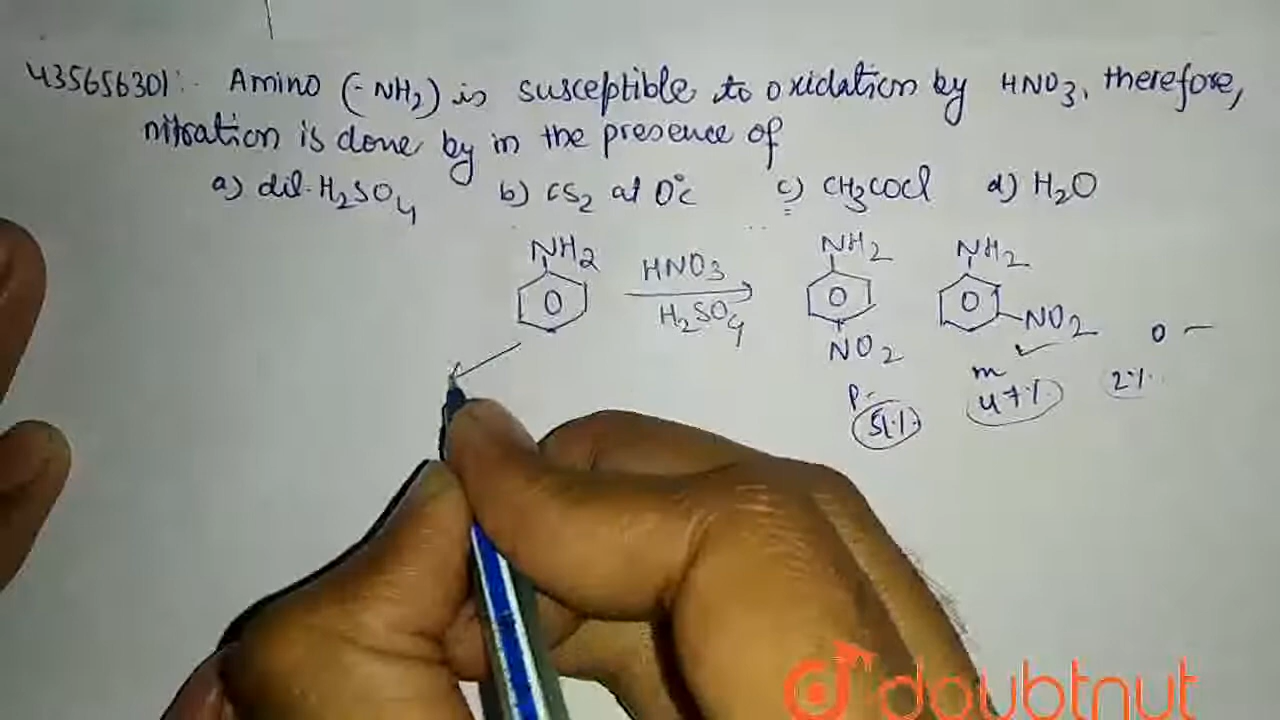 435656301:- Amino (-NH2) is susceptible to oxidation by HNO3, therefore,
nitration is done by in the presence of
a) dil. H2SO4 b) CS2 at 0°C c) CH3COCl d) H2O
NH2 HNO3 NH2 NH2
H2SO4
NO2 NO2 o -
p- m
51% 47% 2%
doubtnut